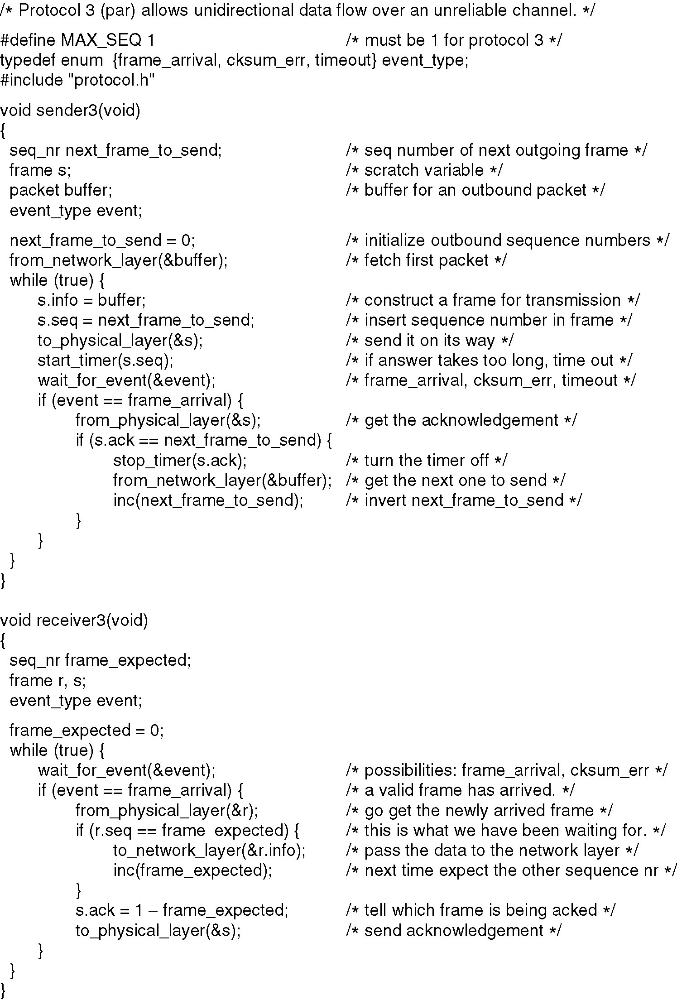 /* Protocol 3 (par) allows unidirectional data flow over an unreliable channel. */
#define MAX_SEQ 1 /* must be 1 for protocol 3 */
typedef enum {frame_arrival, cksum_err, timeout} event_type;
#include "protocol.h"
void sender3(void)
{
seq_nr next_frame_to_send; /* seq number of next outgoing frame */
frame s; /* scratch variable */
packet buffer; /* buffer for an outbound packet */
event_type event;
next_frame_to_send = 0; /* initialize outbound sequence numbers */
from_network_layer(&buffer); /* fetch first packet */
while (true) {
s.info = buffer; /* construct a frame for transmission */
s.seq = next_frame_to_send; /* insert sequence number in frame */
to_physical_layer(&s); /* send it on its way */
start_timer(s.seq); /* if answer takes too long, time out */
wait_for_event(&event); /* frame_arrival, cksum_err, timeout */
if (event == frame_arrival) {
from_physical_layer(&s); /* get the acknowledgement */
if (s.ack == next_frame_to_send) {
stop_timer(s.ack); /* turn the timer off */
from_network_layer(&buffer); /* get the next one to send */
inc(next_frame_to_send); /* invert next_frame_to_send */
}
}
}
}
void receiver3(void)
{
seq_nr frame_expected;
frame r, s;
event_type event;
frame_expected = 0;
while (true) {
wait_for_event(&event); /* possibilities: frame_arrival, cksum_err */
if (event == frame_arrival) { /* a valid frame has arrived. */
from_physical_layer(&r); /* go get the newly arrived frame */
if (r.seq == frame expected) { /* this is what we have been waiting for. */
to_network_layer(&r.info); /* pass the data to the network layer */
inc(frame_expected); /* next time expect the other sequence nr */
}
s.ack = 1 – frame_expected; /* tell which frame is being acked */
to_physical_layer(&s); /* send acknowledgement */
}
}
}